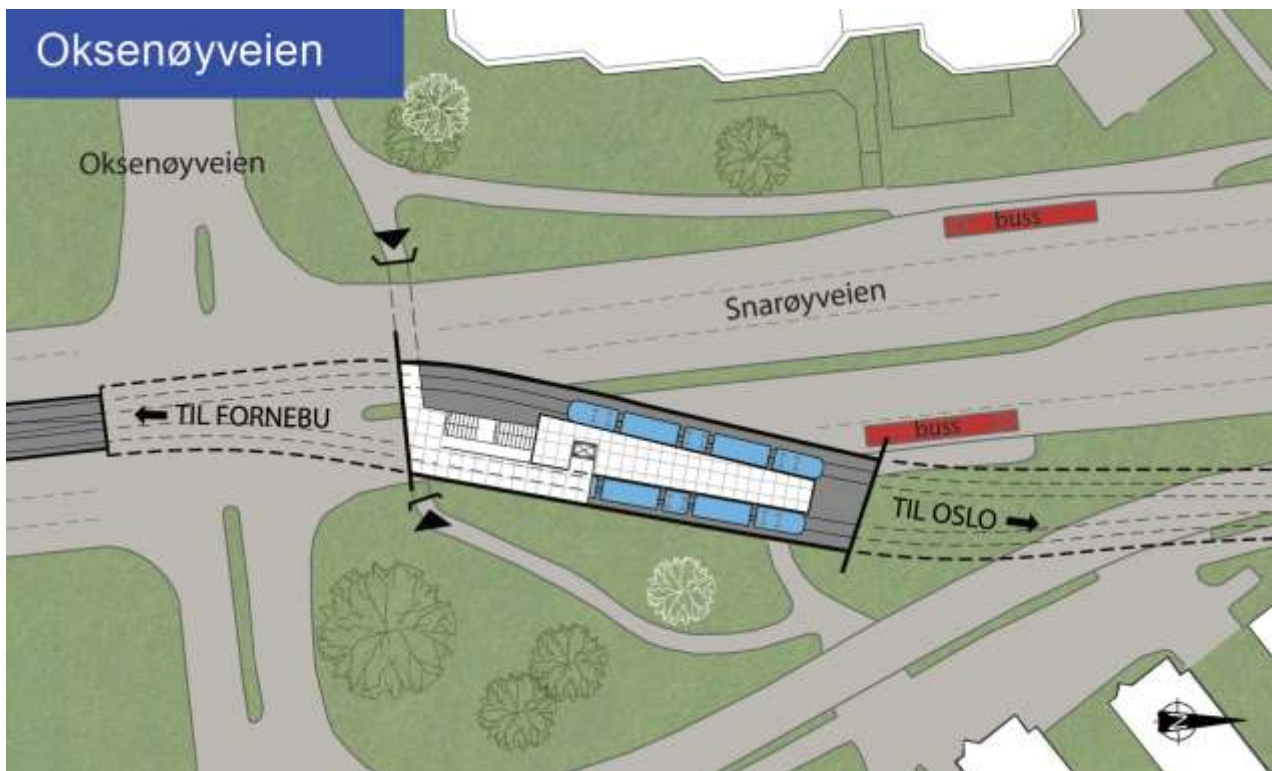 Oksenøyveien
Oksenøyveien
buss
Snarøyveien
TIL FORNEBU
buss
TIL OSLO
N